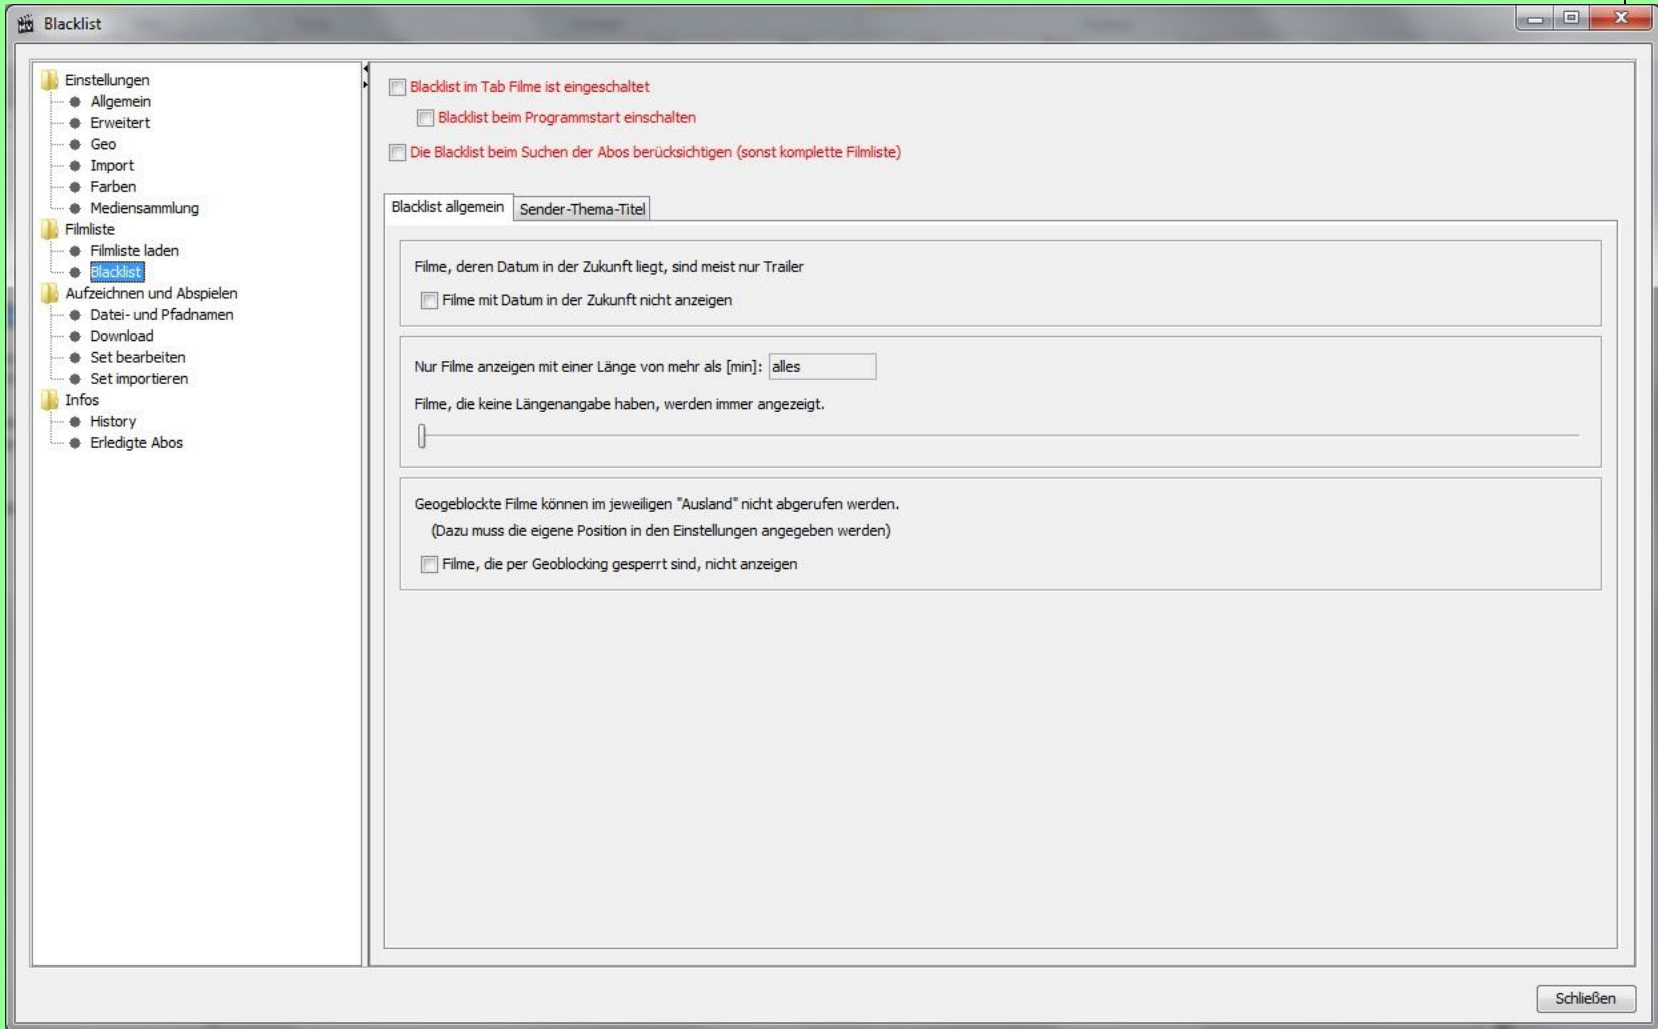 Blacklist
Einstellungen
Allgemein
Erweitert
Geo
Import
Farben
Mediensammlung
Filmliste
Filmliste laden
Blacklist
Aufzeichnen und Abspielen
Datei- und Pfadnamen
Download
Set bearbeiten
Set importieren
Infos
History
Erledigte Abos
Blacklist im Tab Filme ist eingeschaltet
Blacklist beim Programmstart einschalten
Die Blacklist beim Suchen der Abos berücksichtigen (sonst komplette Filmliste)
Blacklist allgemein Sender-Thema-Titel
Filme, deren Datum in der Zukunft liegt, sind meist nur Trailer
Filme mit Datum in der Zukunft nicht anzeigen
Nur Filme anzeigen mit einer Länge von mehr als [min]: alles
Filme, die keine Längenangabe haben, werden immer angezeigt.
Geogeblockte Filme können im jeweiligen "Ausland" nicht abgerufen werden.
(Dazu muss die eigene Position in den Einstellungen angegeben werden)
Filme, die per Geoblocking gesperrt sind, nicht anzeigen
Schließen